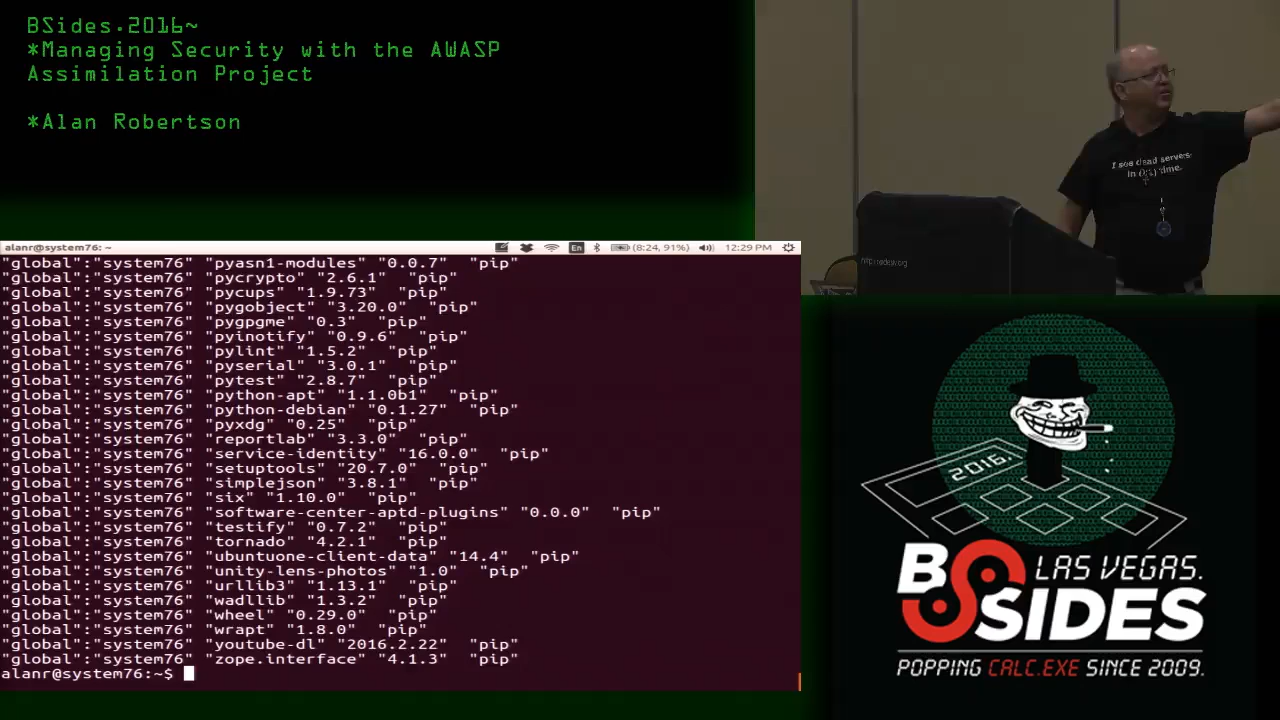 BSides.2016~
*Managing Security with the AWASP
Assimilation Project
*Alan Robertson
I see dead servers
in O(1) time.
alanr@system76: ~
En
(8:24, 91%)
12:29 PM
"global":"system76" "pyasn1-modules" "0.0.7" "pip"
"global":"system76" "pycrypto" "2.6.1" "pip"
"global":"system76" "pycups" "1.9.73" "pip"
"global":"system76" "pygobject" "3.20.0" "pip"
"global":"system76" "pygpgme" "0.3" "pip"
"global":"system76" "pyinotify" "0.9.6" "pip"
"global":"system76" "pylint" "1.5.2" "pip"
"global":"system76" "pyserial" "3.0.1" "pip"
"global":"system76" "pytest" "2.8.7" "pip"
"global":"system76" "python-apt" "1.1.0b1" "pip"
"global":"system76" "python-debian" "0.1.27" "pip"
"global":"system76" "pyxdg" "0.25" "pip"
"global":"system76" "reportlab" "3.3.0" "pip"
"global":"system76" "service-identity" "16.0.0" "pip"
"global":"system76" "setuptools" "20.7.0" "pip"
"global":"system76" "simplejson" "3.8.1" "pip"
"global":"system76" "six" "1.10.0" "pip"
"global":"system76" "software-center-aptd-plugins" "0.0.0" "pip"
"global":"system76" "testify" "0.7.2" "pip"
"global":"system76" "tornado" "4.2.1" "pip"
"global":"system76" "ubuntuone-client-data" "14.4" "pip"
"global":"system76" "unity-lens-photos" "1.0" "pip"
"global":"system76" "urllib3" "1.13.1" "pip"
"global":"system76" "wadllib" "1.3.2" "pip"
"global":"system76" "wheel" "0.29.0" "pip"
"global":"system76" "wrapt" "1.8.0" "pip"
"global":"system76" "youtube-dl" "2016.2.22" "pip"
"global":"system76" "zope.interface" "4.1.3" "pip"
alanr@system76:~$
2016.
BSIDES LAS VEGAS.
POPPING CALC.EXE SINCE 2009.